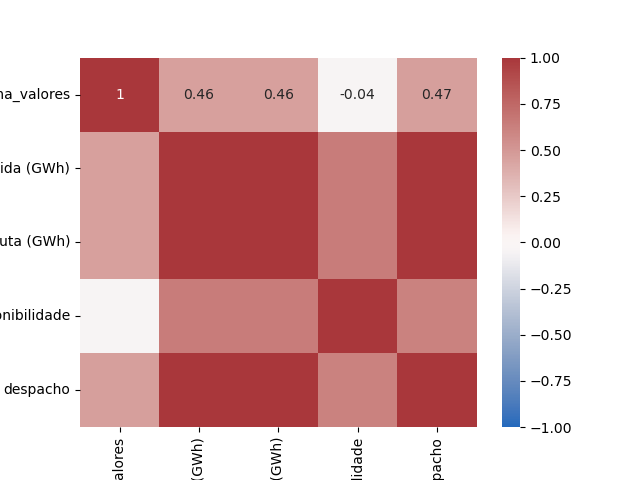 na_valores
ida (GWh)
uta (GWh)
onibilidade
despacho
1 0.46 0.46 -0.04 0.47
alores
(GWh)
(GWh)
lidade
pacho
1.00
0.75
0.50
0.25
0.00
−0.25
−0.50
−0.75
−1.00